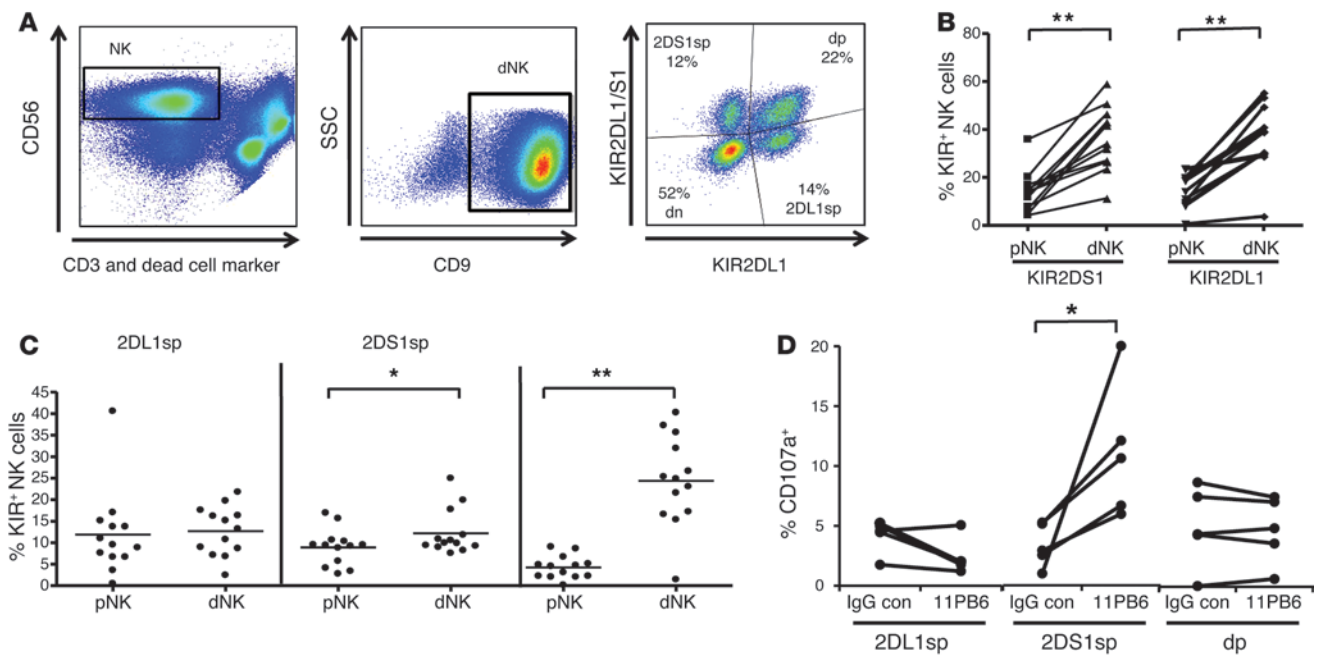 A
NK
CD56
CD3 and dead cell marker
dNK
SSC
CD9
2DS1sp
12%
dp
22%
52%
dn
14%
2DL1sp
KIR2DL1/S1
KIR2DL1
B
**
**
% KIR+ NK cells
80
60
40
20
0
pNK
dNK
pNK
dNK
KIR2DS1
KIR2DL1
C
2DL1sp
2DS1sp
*
**
% KIR+ NK cells
45
40
35
30
25
20
15
10
5
0
pNK
dNK
pNK
dNK
pNK
dNK
D
*
% CD107a+
20
15
10
5
0
IgG con
11PB6
IgG con
11PB6
IgG con
11PB6
2DL1sp
2DS1sp
dp